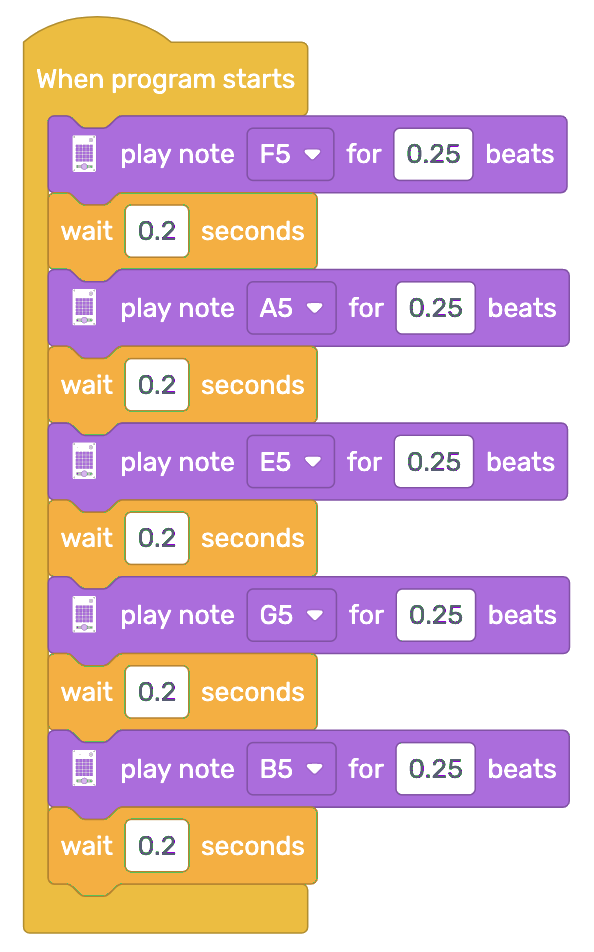 When program starts
play note F5 for 0.25 beats
wait 0.2 seconds
play note A5 for 0.25 beats
wait 0.2 seconds
play note E5 for 0.25 beats
wait 0.2 seconds
play note G5 for 0.25 beats
wait 0.2 seconds
play note B5 for 0.25 beats
wait 0.2 seconds